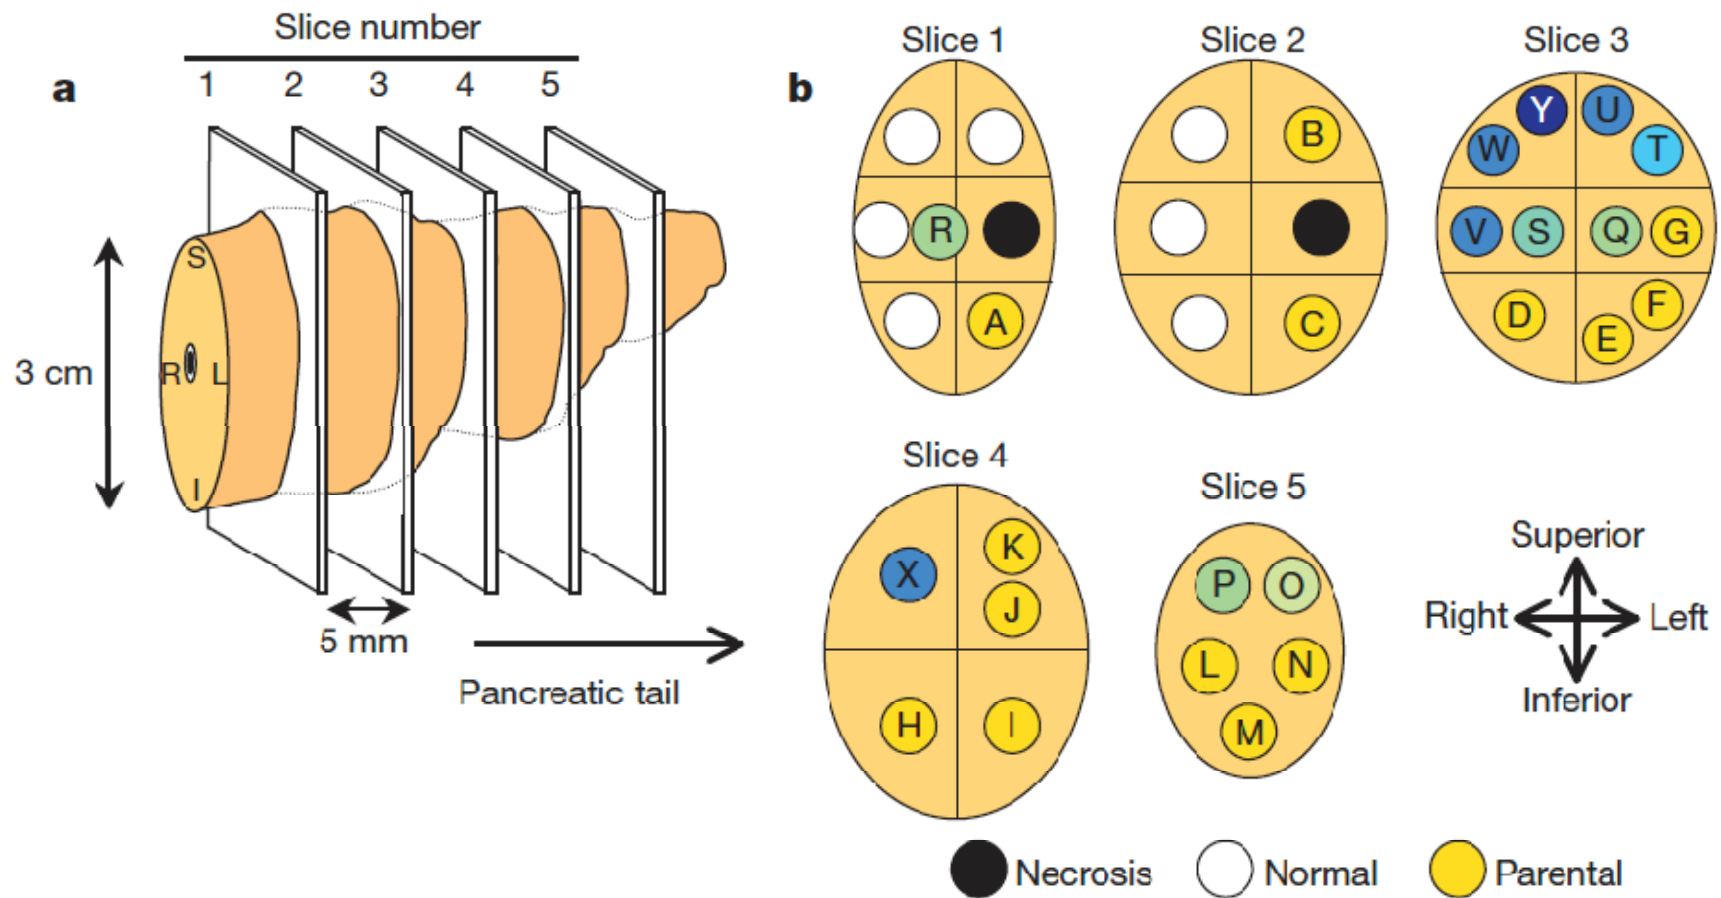 a
Slice number
1 2 3 4 5
S
R L
I
3 cm
5 mm
Pancreatic tail
b
Slice 1
R
A
Slice 2
B
C
Slice 3
Y U
W T
V S Q G
D E F
Slice 4
X K
J
H I
Slice 5
P O
L N
M
Superior
Right Left
Inferior
Necrosis Normal Parental